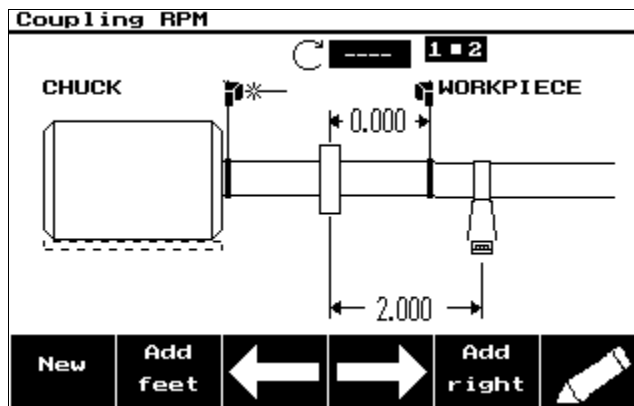 Coupling RPM
---- 1▪2
CHUCK WORKPIECE
0.000
2.000
New Add feet Add right